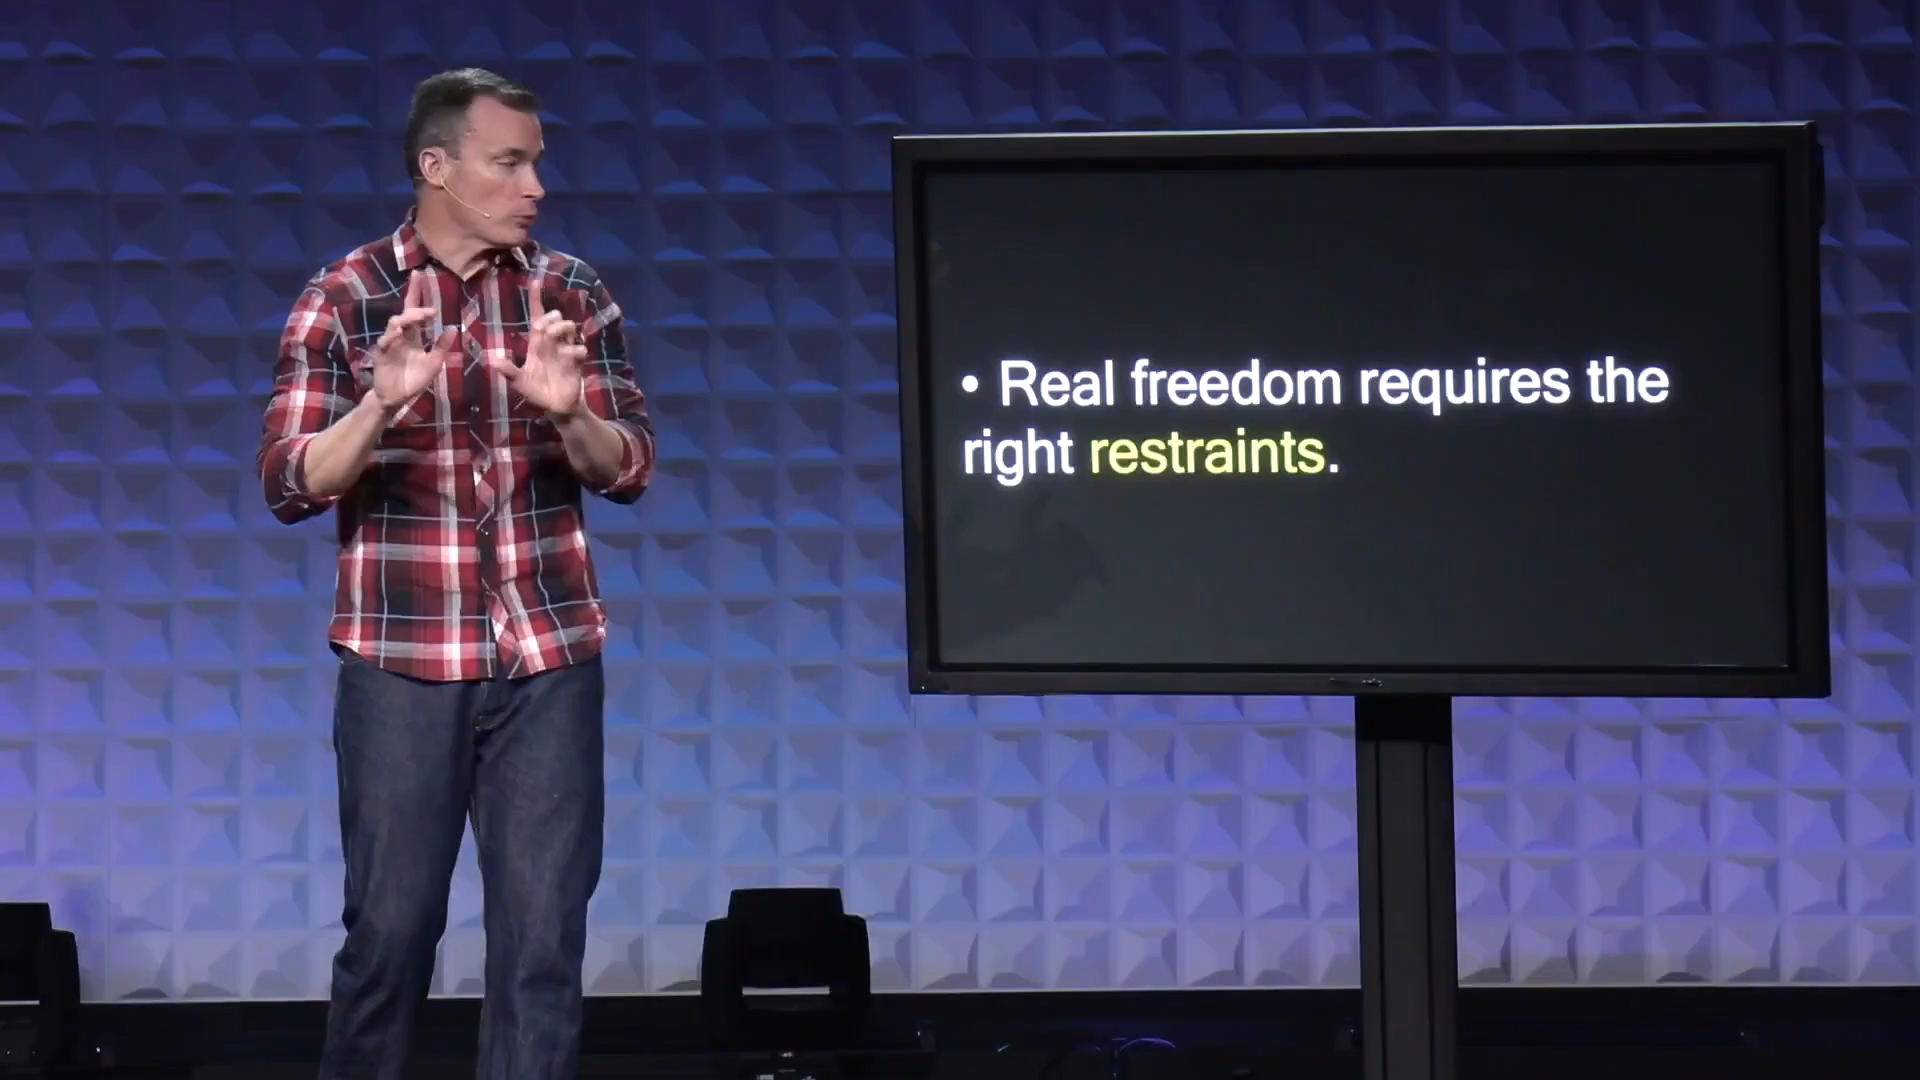 • Real freedom requires the
right restraints.